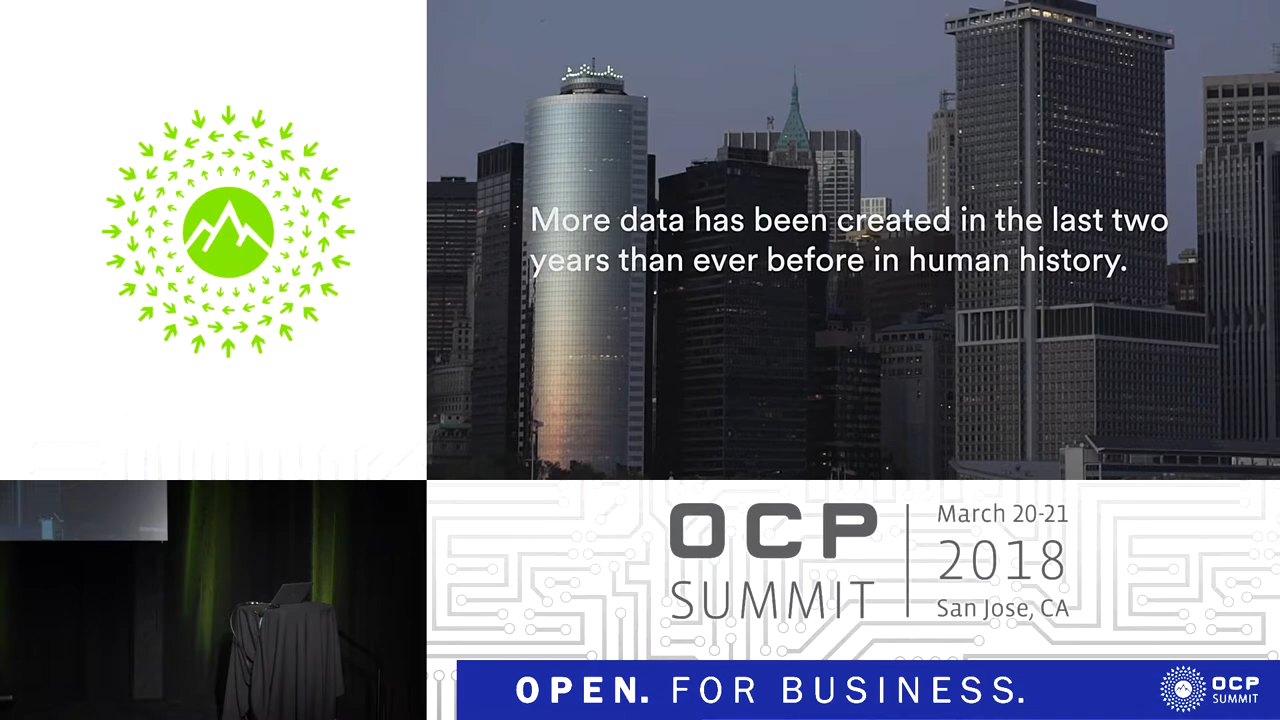 More data has been created in the last two
years than ever before in human history.
OCP
SUMMIT
March 20-21
2018
San Jose, CA
OPEN. FOR BUSINESS.
OCP
SUMMIT